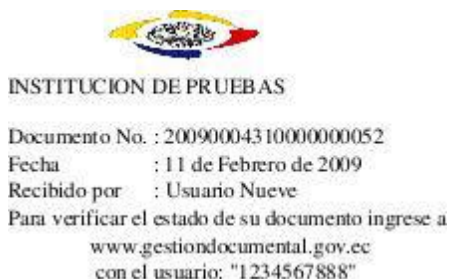 INSTITUCION DE PRUEBAS
Documento No. : 20090004310000000052
Fecha : 11 de Febrero de 2009
Recibido por : Usuario Nueve
Para verificar el estado de su documento ingrese a
www.gestiondocumental.gov.ec
con el usuario: "1234567888"